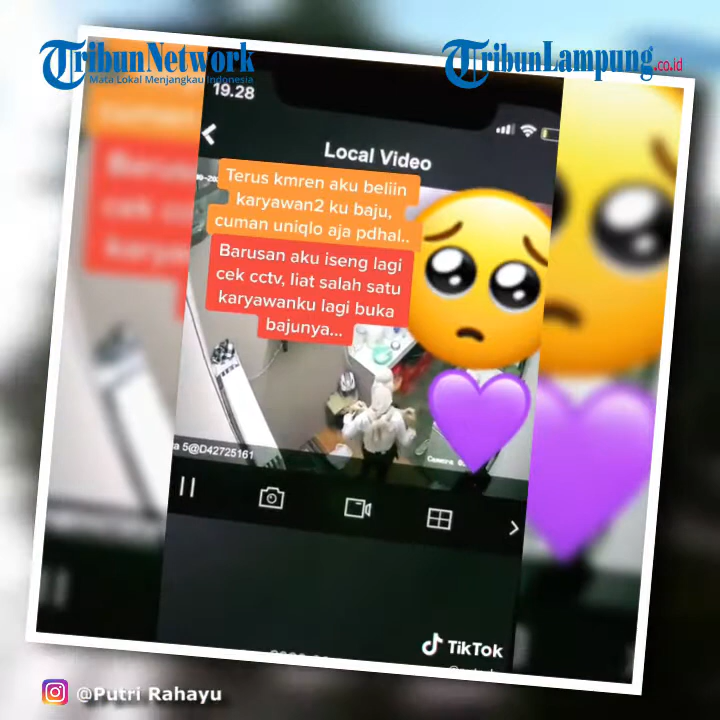 TribunNetwork
Mata Lokal Menjangkau Indonesia
TribunLampung.co.id
19.28
Local Video
Terus kmren aku beliin
karyawan2 ku baju,
cuman uniqlo aja pdhal..
Barusan aku iseng lagi
cek cctv, liat salah satu
karyawanku lagi buka
bajunya...
a 5@D42725161
TikTok
@Putri Rahayu